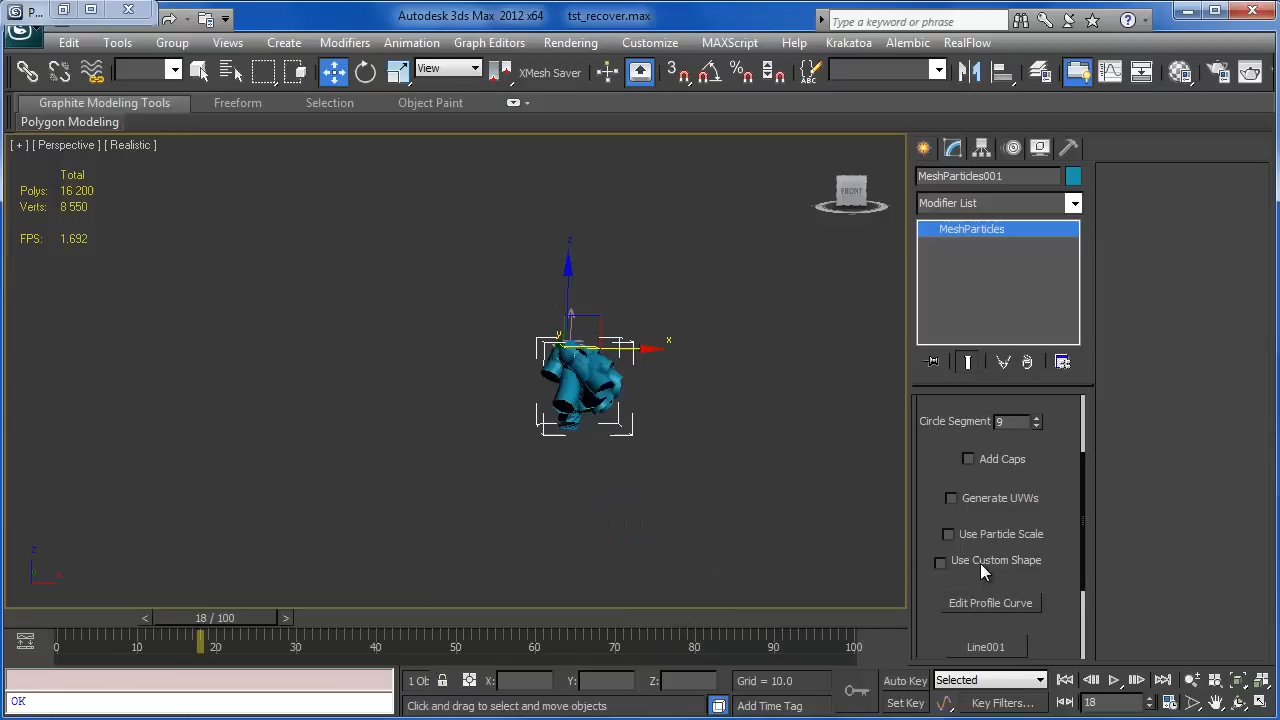 P...
Autodesk 3ds Max 2012 x64 tst_recover.max
Type a keyword or phrase
Edit Tools Group Views Create Modifiers Animation Graph Editors Rendering Customize MAXScript Help Krakatoa Alembic RealFlow
View XMesh Saver
3
%
ABC
Graphite Modeling Tools Freeform Selection Object Paint
Polygon Modeling
[ + ] [ Perspective ] [ Realistic ]
Total
Polys: 16 200
Verts: 8 550
FPS: 1.692
FRONT
z
y
x
z
x
MeshParticles001
Modifier List
MeshParticles
Circle Segment 9
Add Caps
Generate UVWs
Use Particle Scale
Use Custom Shape
Edit Profile Curve
Line001
< 18 / 100 >
0 10 20 30 40 50 60 70 80 90 100
1 Ob X: Y: Z: Grid = 10.0 Auto Key Selected
OK
Click and drag to select and move objects Add Time Tag Set Key Key Filters... 18